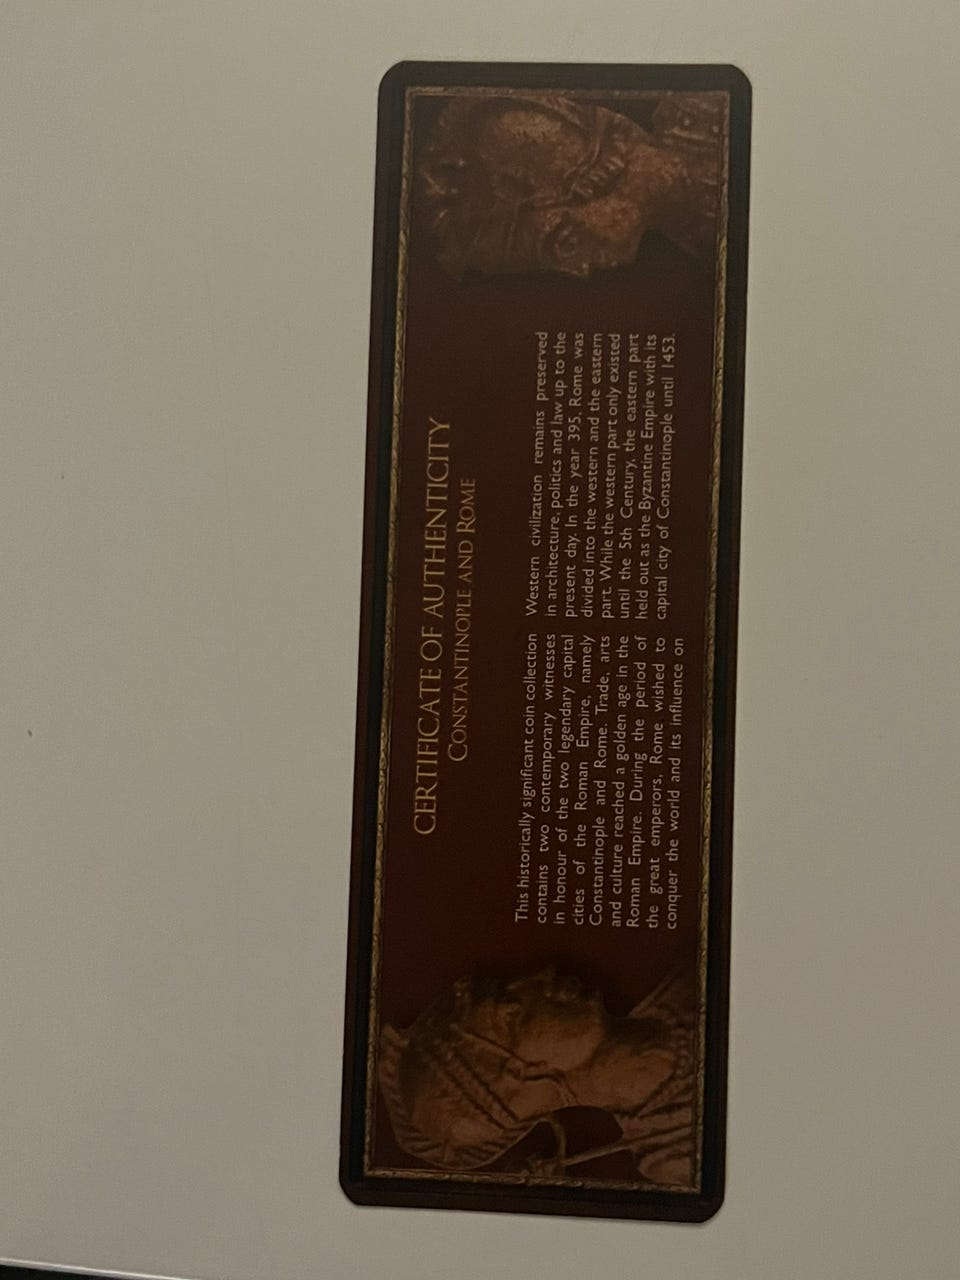 CERTIFICATE OF AUTHENTICITY
CONSTANTINOPLE AND ROME
This historically significant coin collection
contains two contemporary witnesses
in honour of the two legendary capital
cities of the Roman Empire, namely
Constantinople and Rome. Trade, arts
and culture reached a golden age in the
Roman Empire. During the period of
the great emperors, Rome wished to
conquer the world and its influence on
Western civilization remains preserved
in architecture, politics and law up to the
present day. In the year 395, Rome was
divided into the western and the eastern
part. While the western part only existed
until the 5th Century, the eastern part
held out as the Byzantine Empire with its
capital city of Constantinople until 1453.